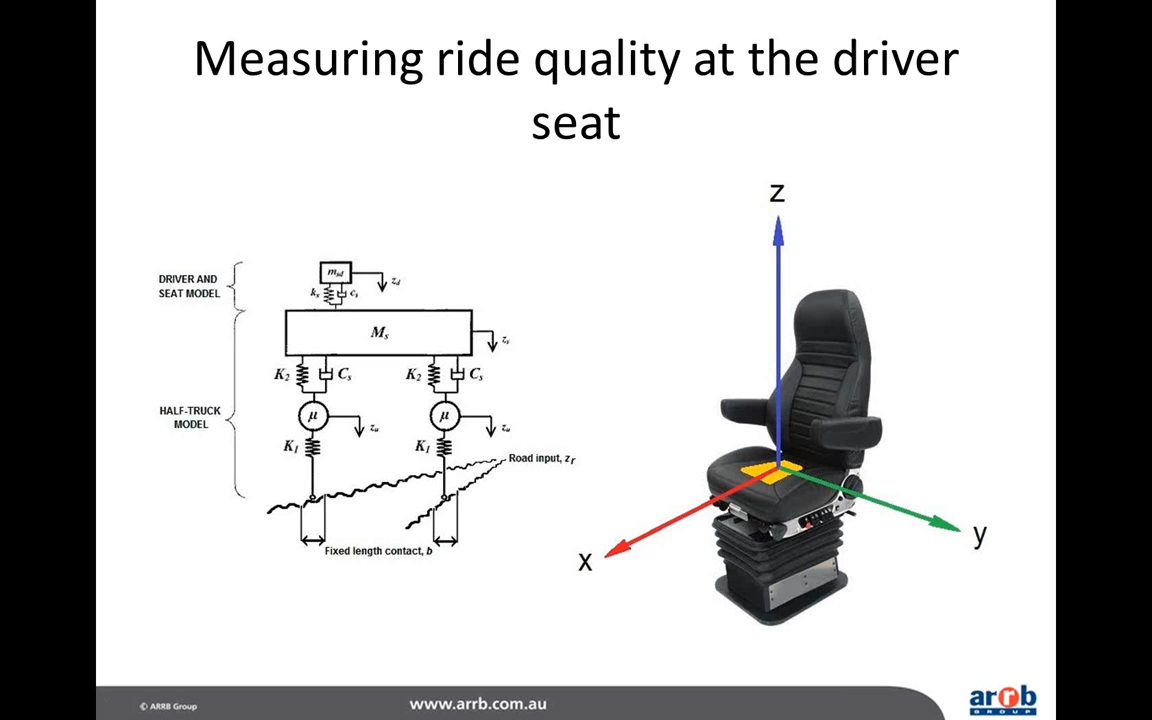 Measuring ride quality at the driver
seat
DRIVER AND
SEAT MODEL
m_sd
z_d
k_s
c_s
M_s
z_s
K_2
C_s
K_2
C_s
HALF-TRUCK
MODEL
μ
z_u
μ
z_u
K_1
K_1
Road input, z_r
Fixed length contact, b
z
x
y
© ARRB Group
www.arrb.com.au
arrb
GROUP